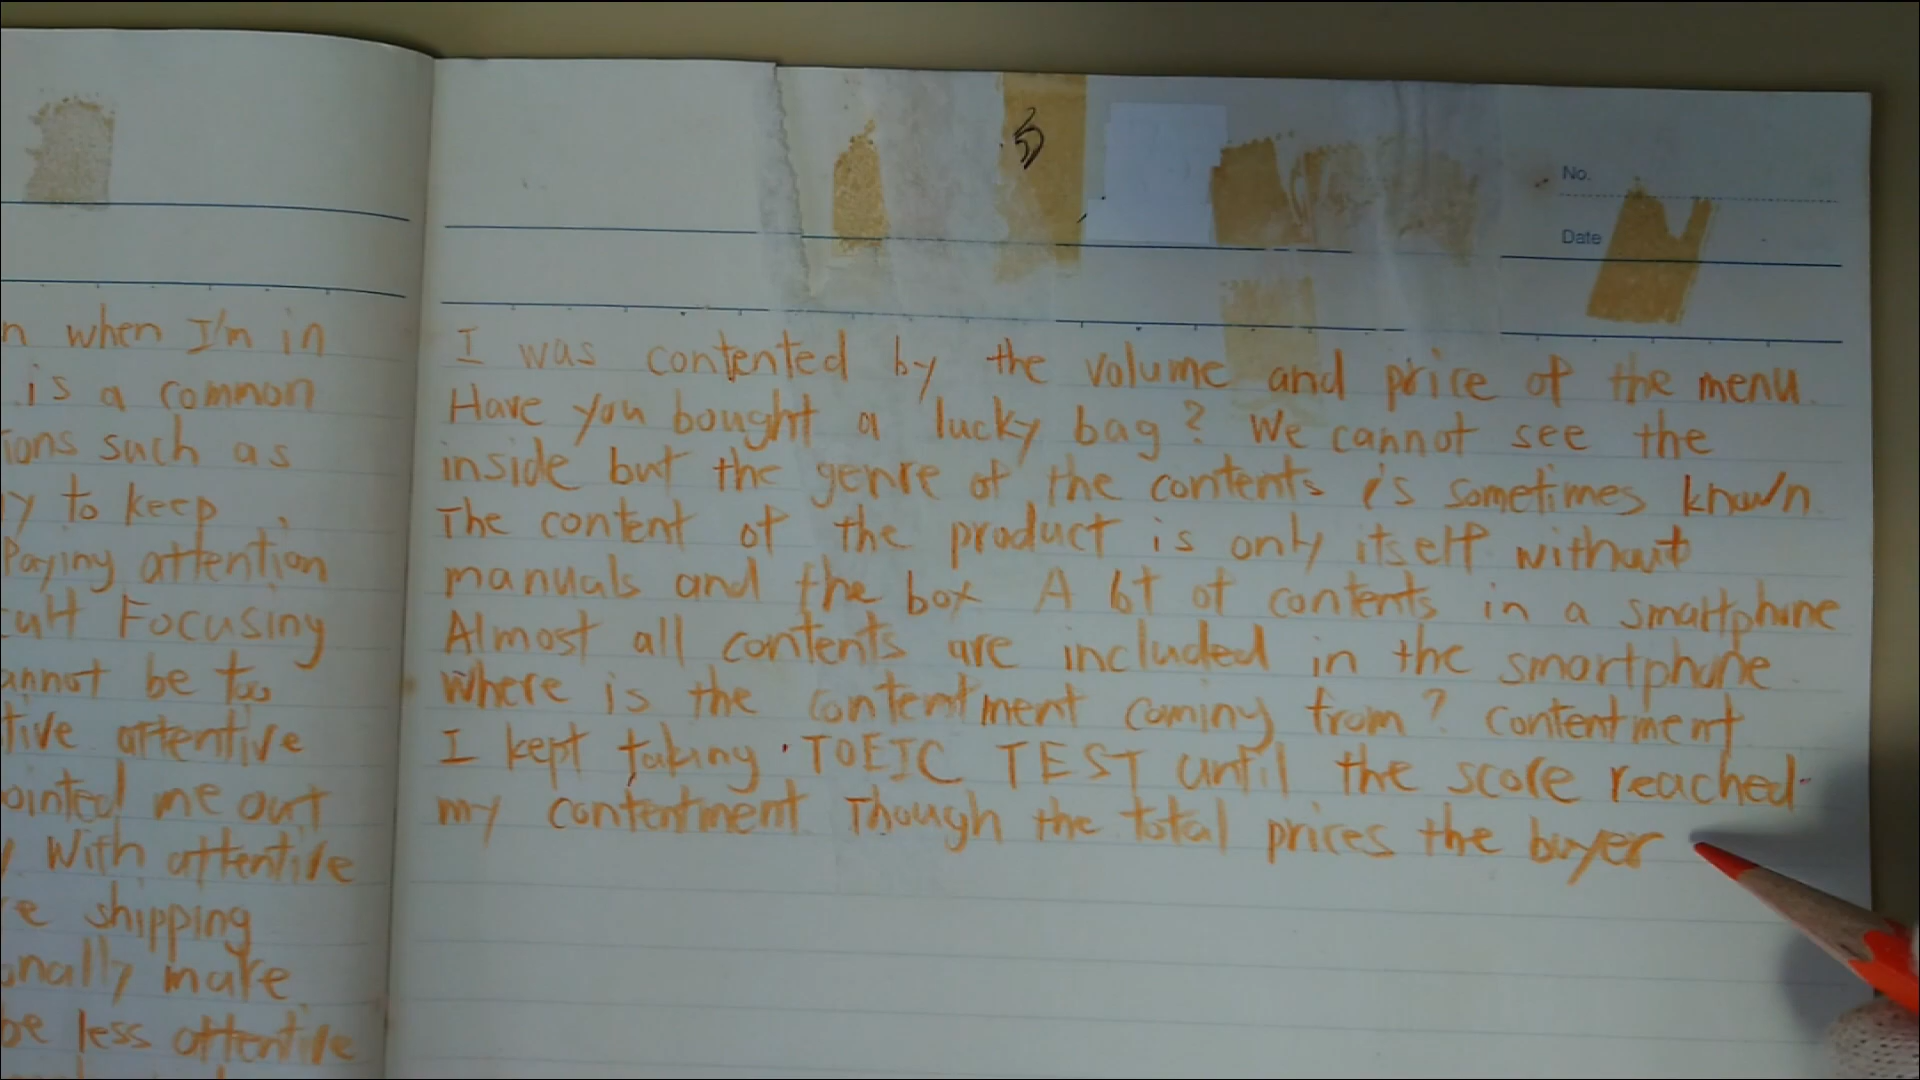 5
No.
Date
n when I'm in
is a common
ions such as
y to keep
Paying attention
cult Focusing
annot be too
tive attentive
ointed me out
With attentive
e shipping
onally make
be less attentive
I was contented by the volume and price of the menu.
Have you bought a lucky bag? We cannot see the
inside but the genre of the contents is sometimes known.
The content of the product is only itself without
manuals and the box A lot of contents in a smartphone
Almost all contents are included in the smartphone.
Where is the contentment coming from? Contentment
I kept taking TOEIC TEST until the score reached
my contentment Though the total prices the buyer